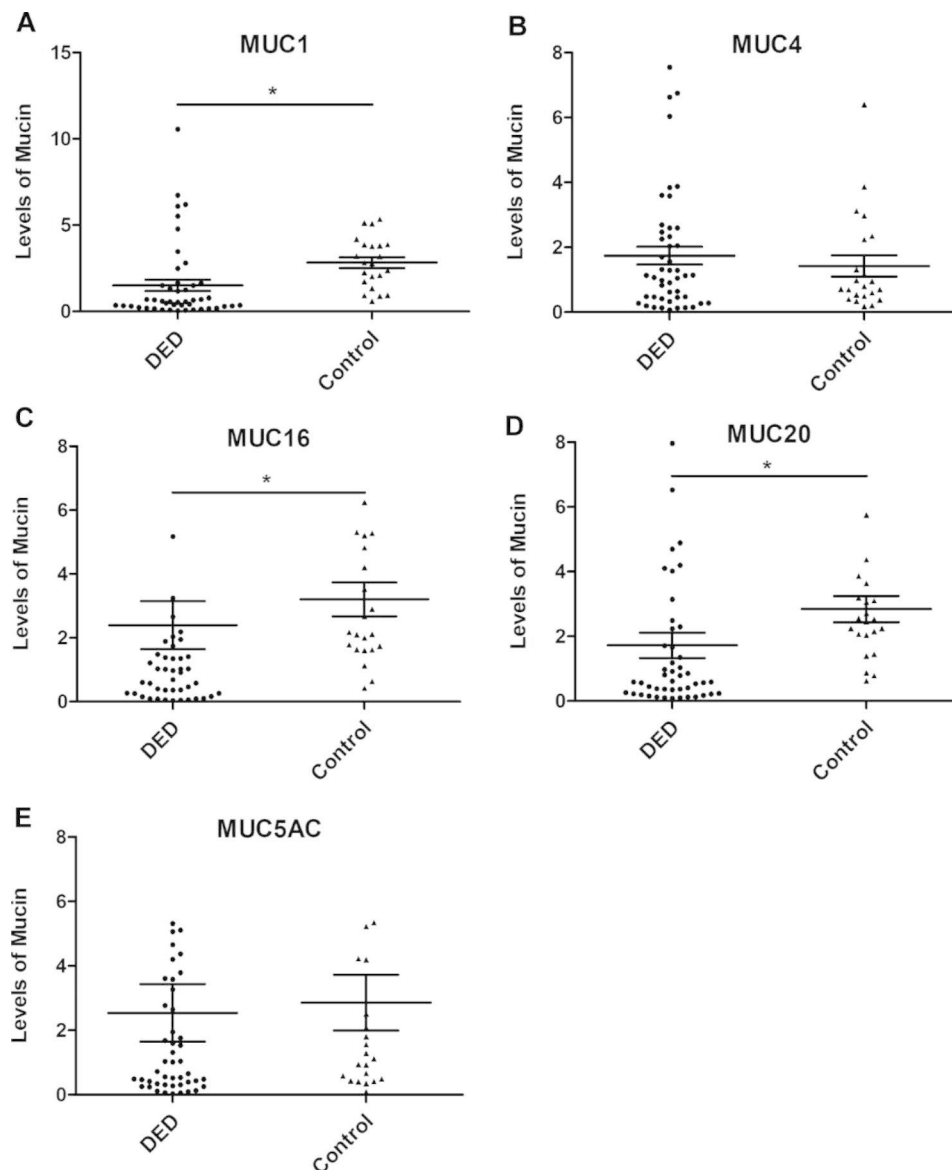 A
MUC1
Levels of Mucin
15
10
5
0
*
DED
Control
B
MUC4
Levels of Mucin
8
6
4
2
0
DED
Control
C
MUC16
Levels of Mucin
8
6
4
2
0
*
DED
Control
D
MUC20
Levels of Mucin
8
6
4
2
0
*
DED
Control
E
MUC5AC
Levels of Mucin
8
6
4
2
0
DED
Control